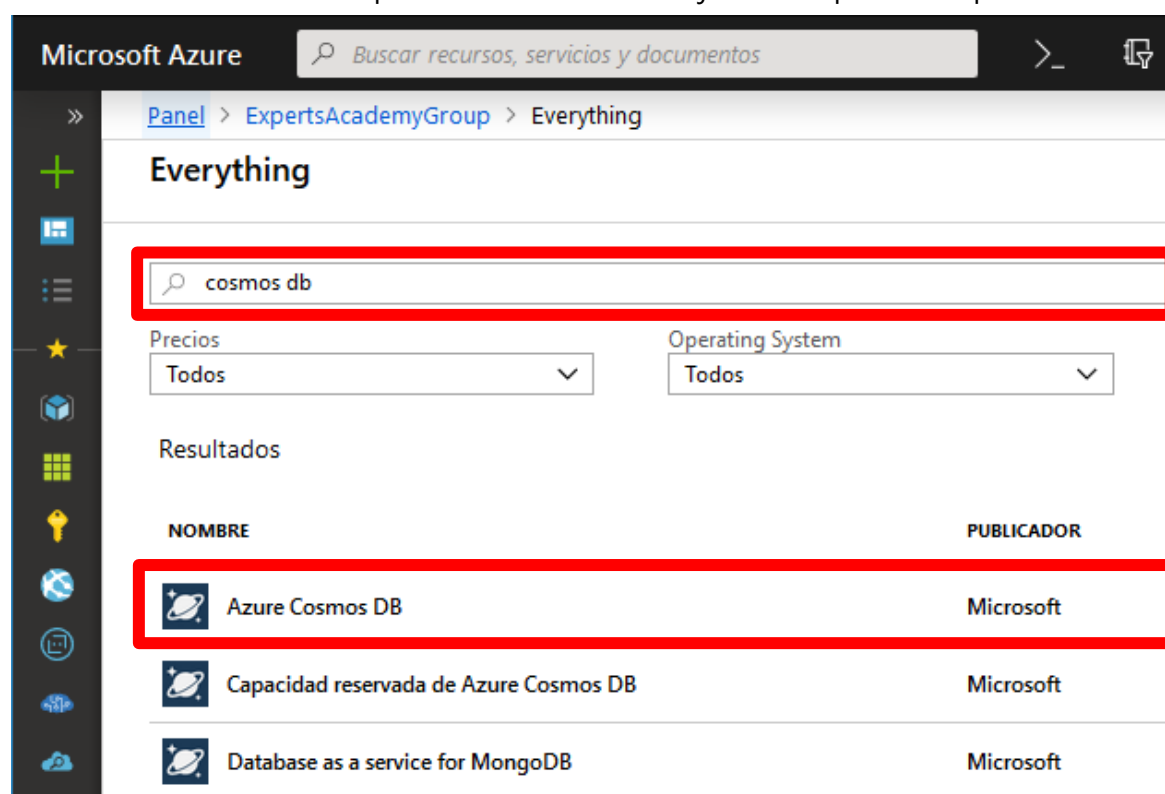 Microsoft Azure Buscar recursos, servicios y documentos
Panel > ExpertsAcademyGroup > Everything
Everything
cosmos db
Precios Operating System
Todos Todos
Resultados
NOMBRE PUBLICADOR
Azure Cosmos DB Microsoft
Capacidad reservada de Azure Cosmos DB Microsoft
Database as a service for MongoDB Microsoft